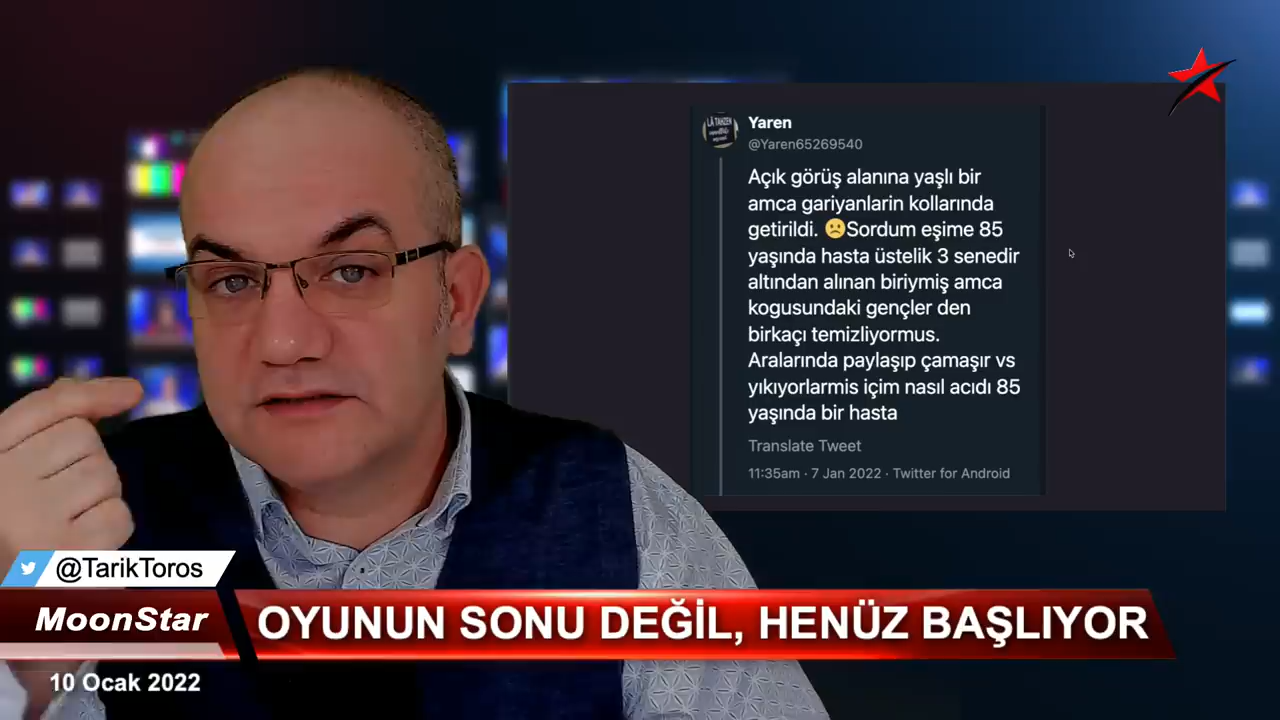 LÂ TAHZEN
Yaren
@Yaren65269540
Açık görüş alanına yaşlı bir
amca gariyanlarin kollarında
getirildi. ☹️Sordum eşime 85
yaşında hasta üstelik 3 senedir
altından alınan biriymiş amca
kogusundaki gençler den
birkaçı temizliyormus.
Aralarında paylaşıp çamaşır vs
yıkıyorlarmis içim nasıl acıdı 85
yaşında bir hasta
Translate Tweet
11:35am · 7 Jan 2022 · Twitter for Android
@TarikToros
MoonStar
OYUNUN SONU DEĞİL, HENÜZ BAŞLIYOR
10 Ocak 2022